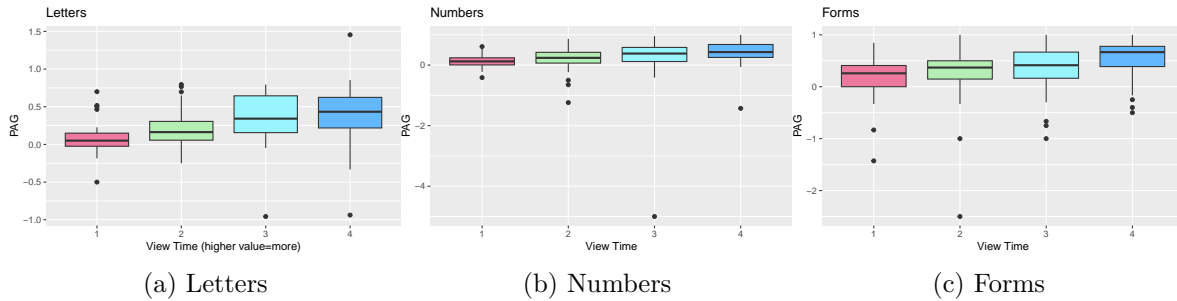 Letters
PAG
1.5
1.0
0.5
0.0
−0.5
−1.0
1 2 3 4
View Time (higher value=more)
(a) Letters
Numbers
PAG
0
−2
−4
1 2 3 4
View Time
(b) Numbers
Forms
PAG
1
0
−1
−2
1 2 3 4
View Time
(c) Forms